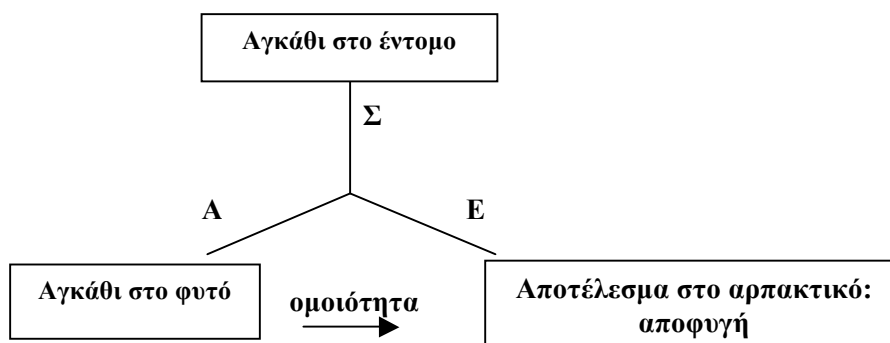 Αγκάθι στο έντομο
Σ
Α
Ε
Αγκάθι στο φυτό
ομοιότητα
Αποτέλεσμα στο αρπακτικό:
αποφυγή